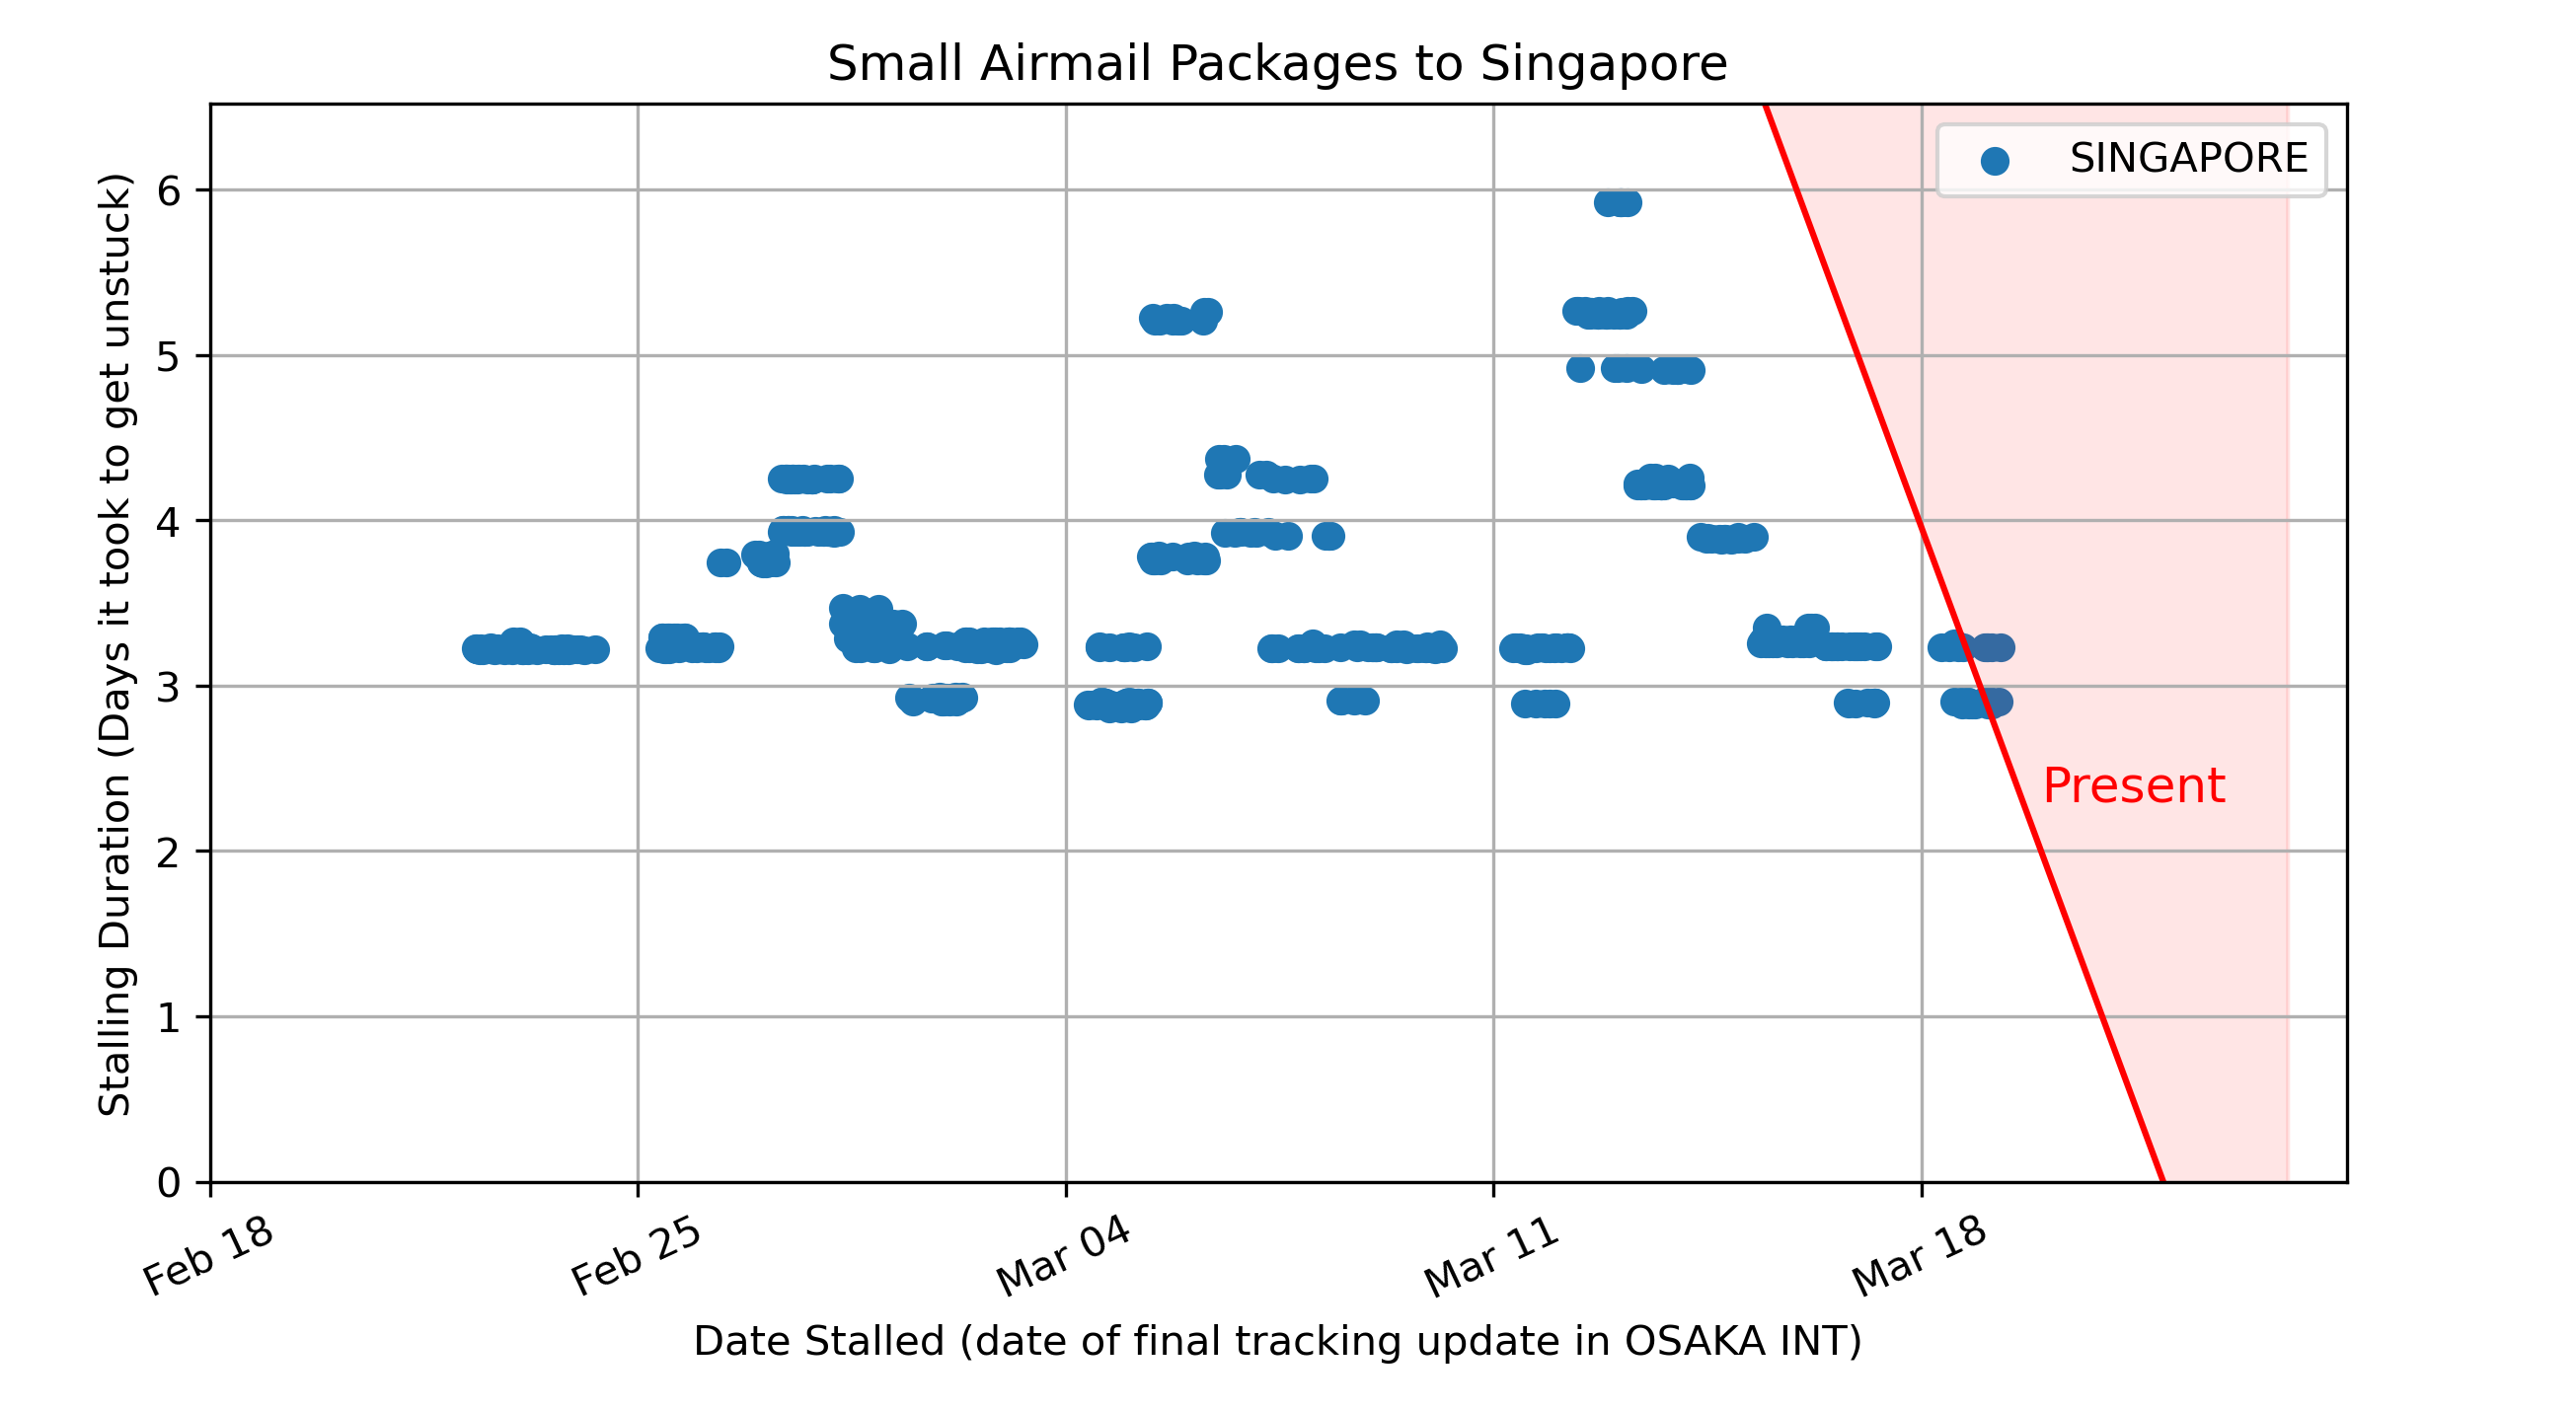 Small Airmail Packages to Singapore
SINGAPORE
Stalling Duration (Days it took to get unstuck)
6
5
4
3
2
1
0
Present
Feb 18
Feb 25
Mar 04
Mar 11
Mar 18
Date Stalled (date of final tracking update in OSAKA INT)